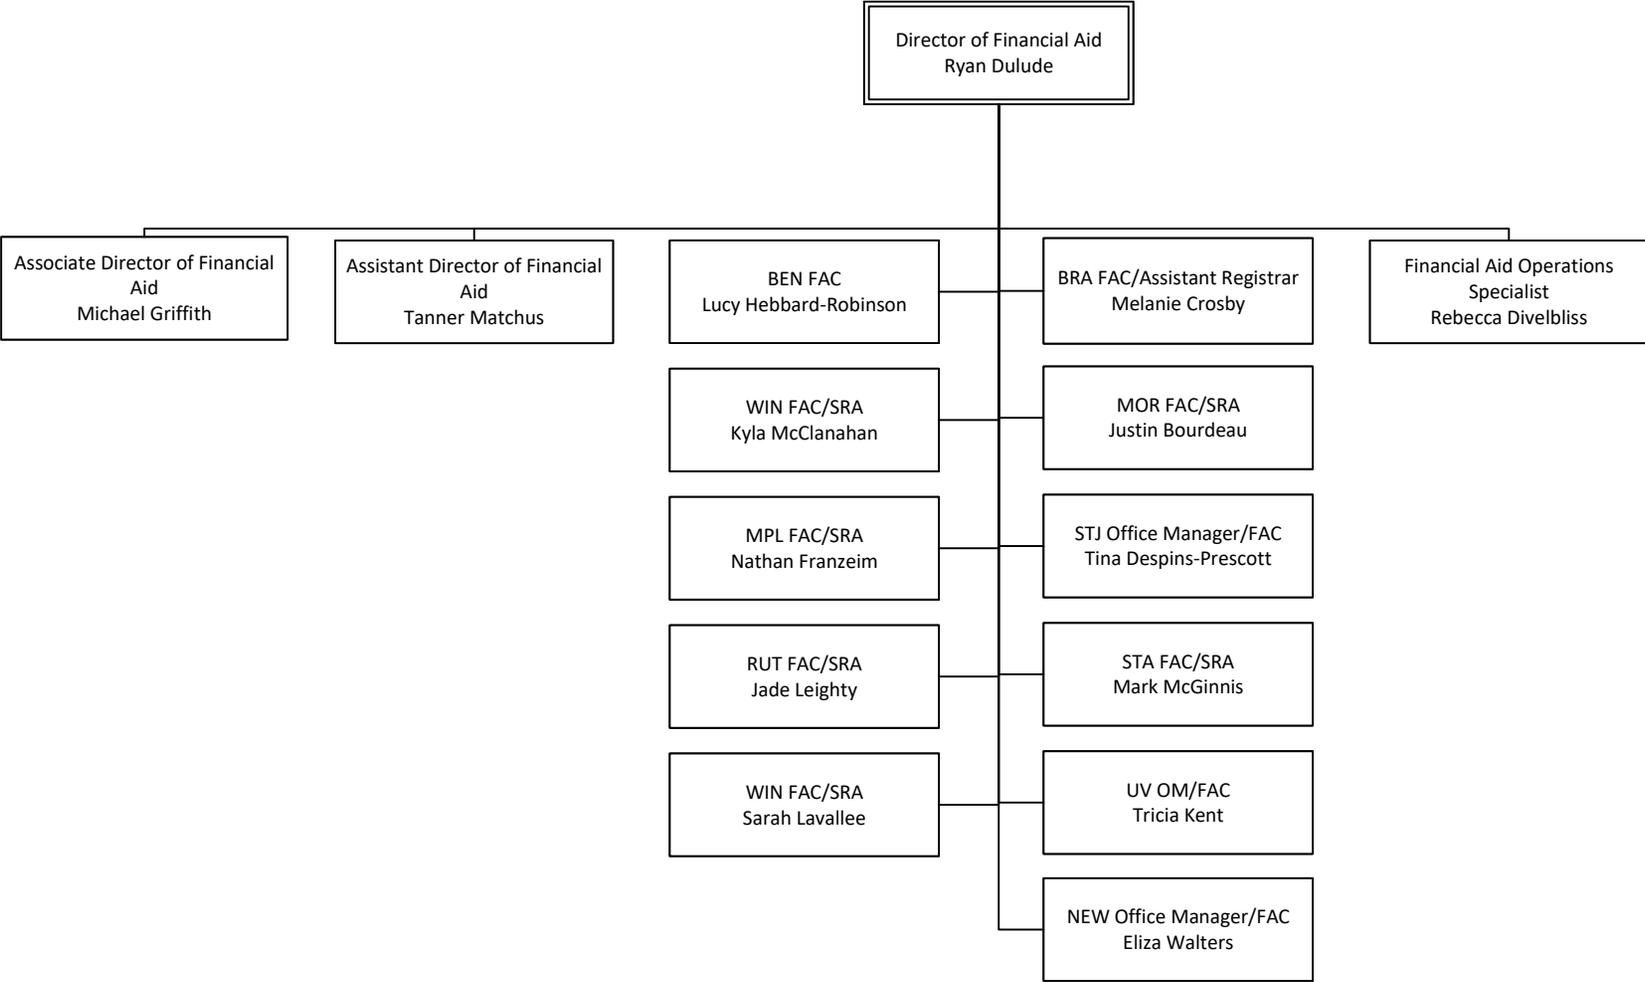 Director of Financial Aid
Ryan Dulude
Associate Director of Financial
Aid
Michael Griffith
Assistant Director of Financial
Aid
Tanner Matchus
BEN FAC
Lucy Hebbard-Robinson
BRA FAC/Assistant Registrar
Melanie Crosby
Financial Aid Operations
Specialist
Rebecca Divelbliss
WIN FAC/SRA
Kyla McClanahan
MOR FAC/SRA
Justin Bourdeau
MPL FAC/SRA
Nathan Franzeim
STJ Office Manager/FAC
Tina Despins-Prescott
RUT FAC/SRA
Jade Leighty
STA FAC/SRA
Mark McGinnis
WIN FAC/SRA
Sarah Lavallee
UV OM/FAC
Tricia Kent
NEW Office Manager/FAC
Eliza Walters